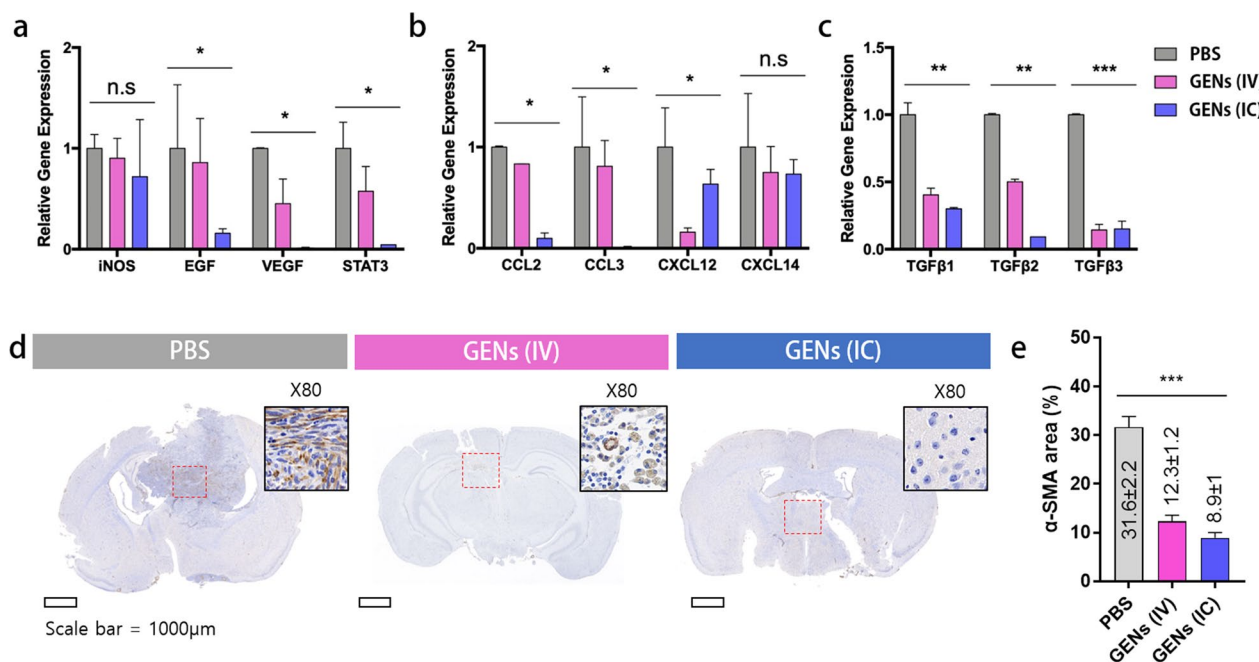 a
Relative Gene Expression
2
1
0
n.s
*
*
*
iNOS EGF VEGF STAT3
b
Relative Gene Expression
2
1
0
*
*
*
n.s
CCL2 CCL3 CXCL12 CXCL14
c
Relative Gene Expression
1.5
1.0
0.5
0.0
** ** ***
TGFβ1 TGFβ2 TGFβ3
PBS
GENs (IV)
GENs (IC)
d
PBS GENs (IV) GENs (IC)
X80 X80 X80
Scale bar = 1000μm
e
α-SMA area (%)
50
40
30
20
10
0
***
31.6±2.2
12.3±1.2
8.9±1
PBS
GENs (IV)
GENs (IC)